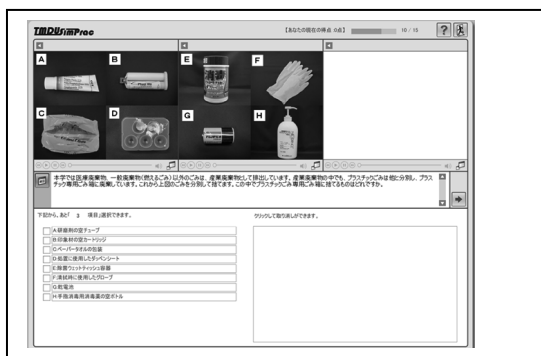 TMDUsimPrac
【あなたの現在の得点 0点】 10 / 15
A B E F
C D G H
本学では医療廃棄物、一般廃棄物(燃えるごみ)以外のごみは、産業廃棄物として排出しています。産業廃棄物の中でも、プラスチックごみは他と分別し、プラス
チック専用ごみ箱に廃棄しています。これから上図のごみを分別して捨てます。この中でプラスチックごみ専用ごみ箱に捨てるものはどれですか。
下記から、あと「 3 項目」選択できます。
クリックして取り消しができます。
A:研磨剤の空チューブ
B:印象材の空カートリッジ
C:ペーパータオルの包装
D:処置に使用したダッペンシート
E:除菌ウェットティッシュ容器
F:清拭時に使用したグローブ
G:乾電池
H:手指消毒用消毒薬の空ボトル